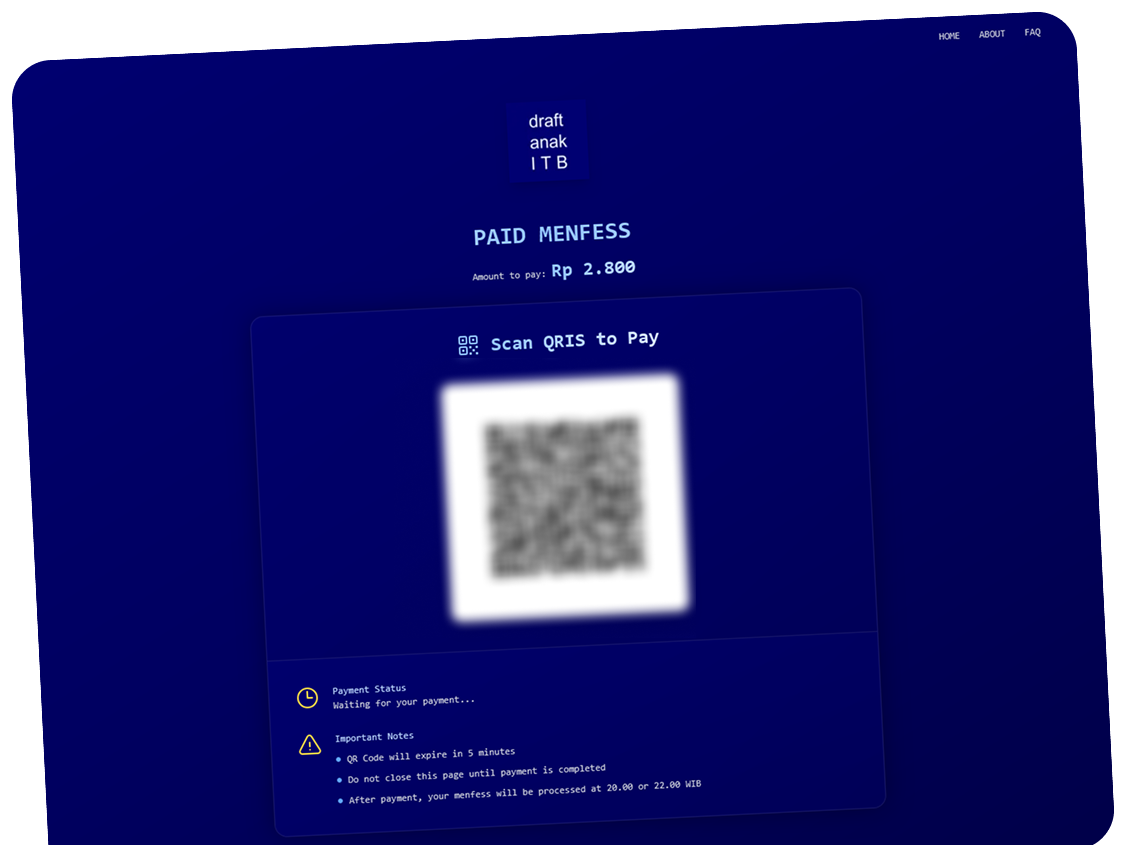 HOME ABOUT FAQ
draft
anak
I T B
PAID MENFESS
Amount to pay: Rp 2.800
Scan QRIS to Pay
Payment Status
Waiting for your payment...
Important Notes
• QR Code will expire in 5 minutes
• Do not close this page until payment is completed
• After payment, your menfess will be processed at 20.00 or 22.00 WIB